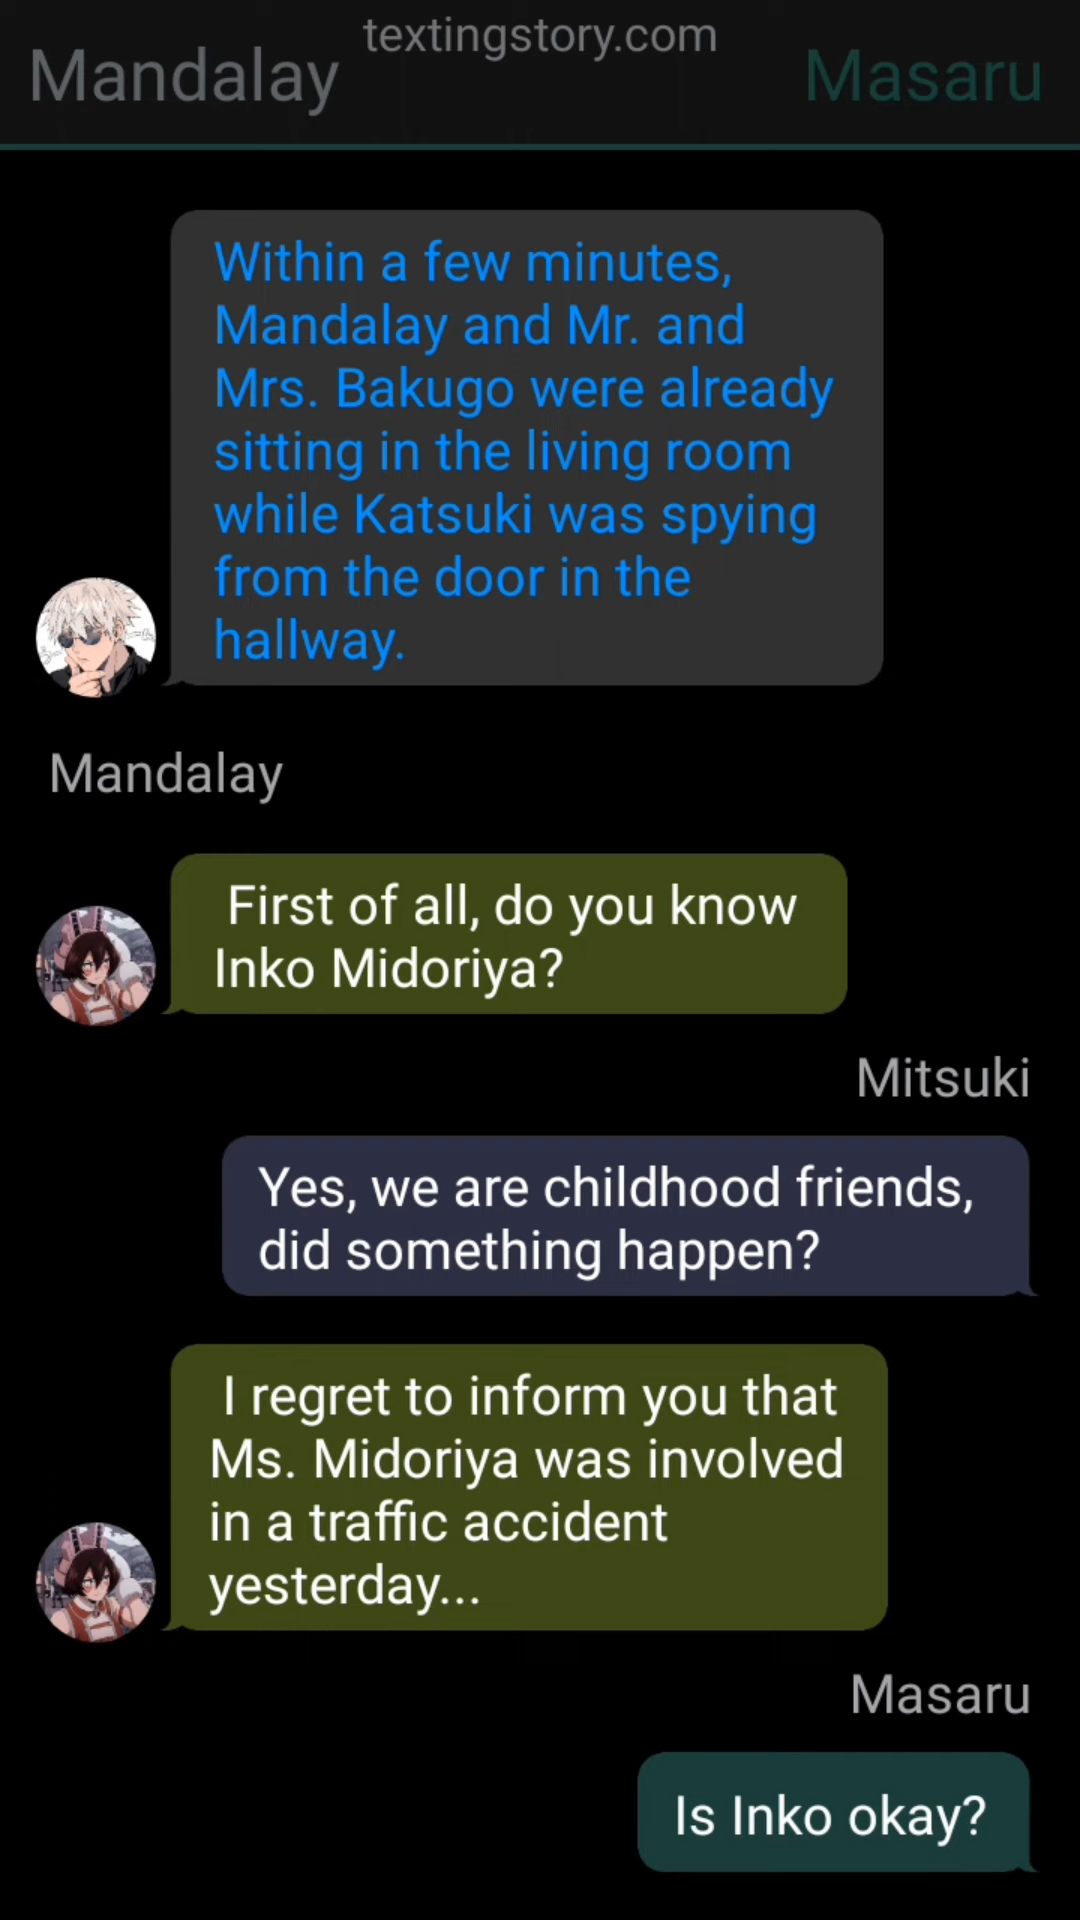 textingstory.com
Mandalay
Masaru
Within a few minutes,
Mandalay and Mr. and
Mrs. Bakugo were already
sitting in the living room
while Katsuki was spying
from the door in the
hallway.
Mandalay
First of all, do you know
Inko Midoriya?
Mitsuki
Yes, we are childhood friends,
did something happen?
I regret to inform you that
Ms. Midoriya was involved
in a traffic accident
yesterday...
Masaru
Is Inko okay?